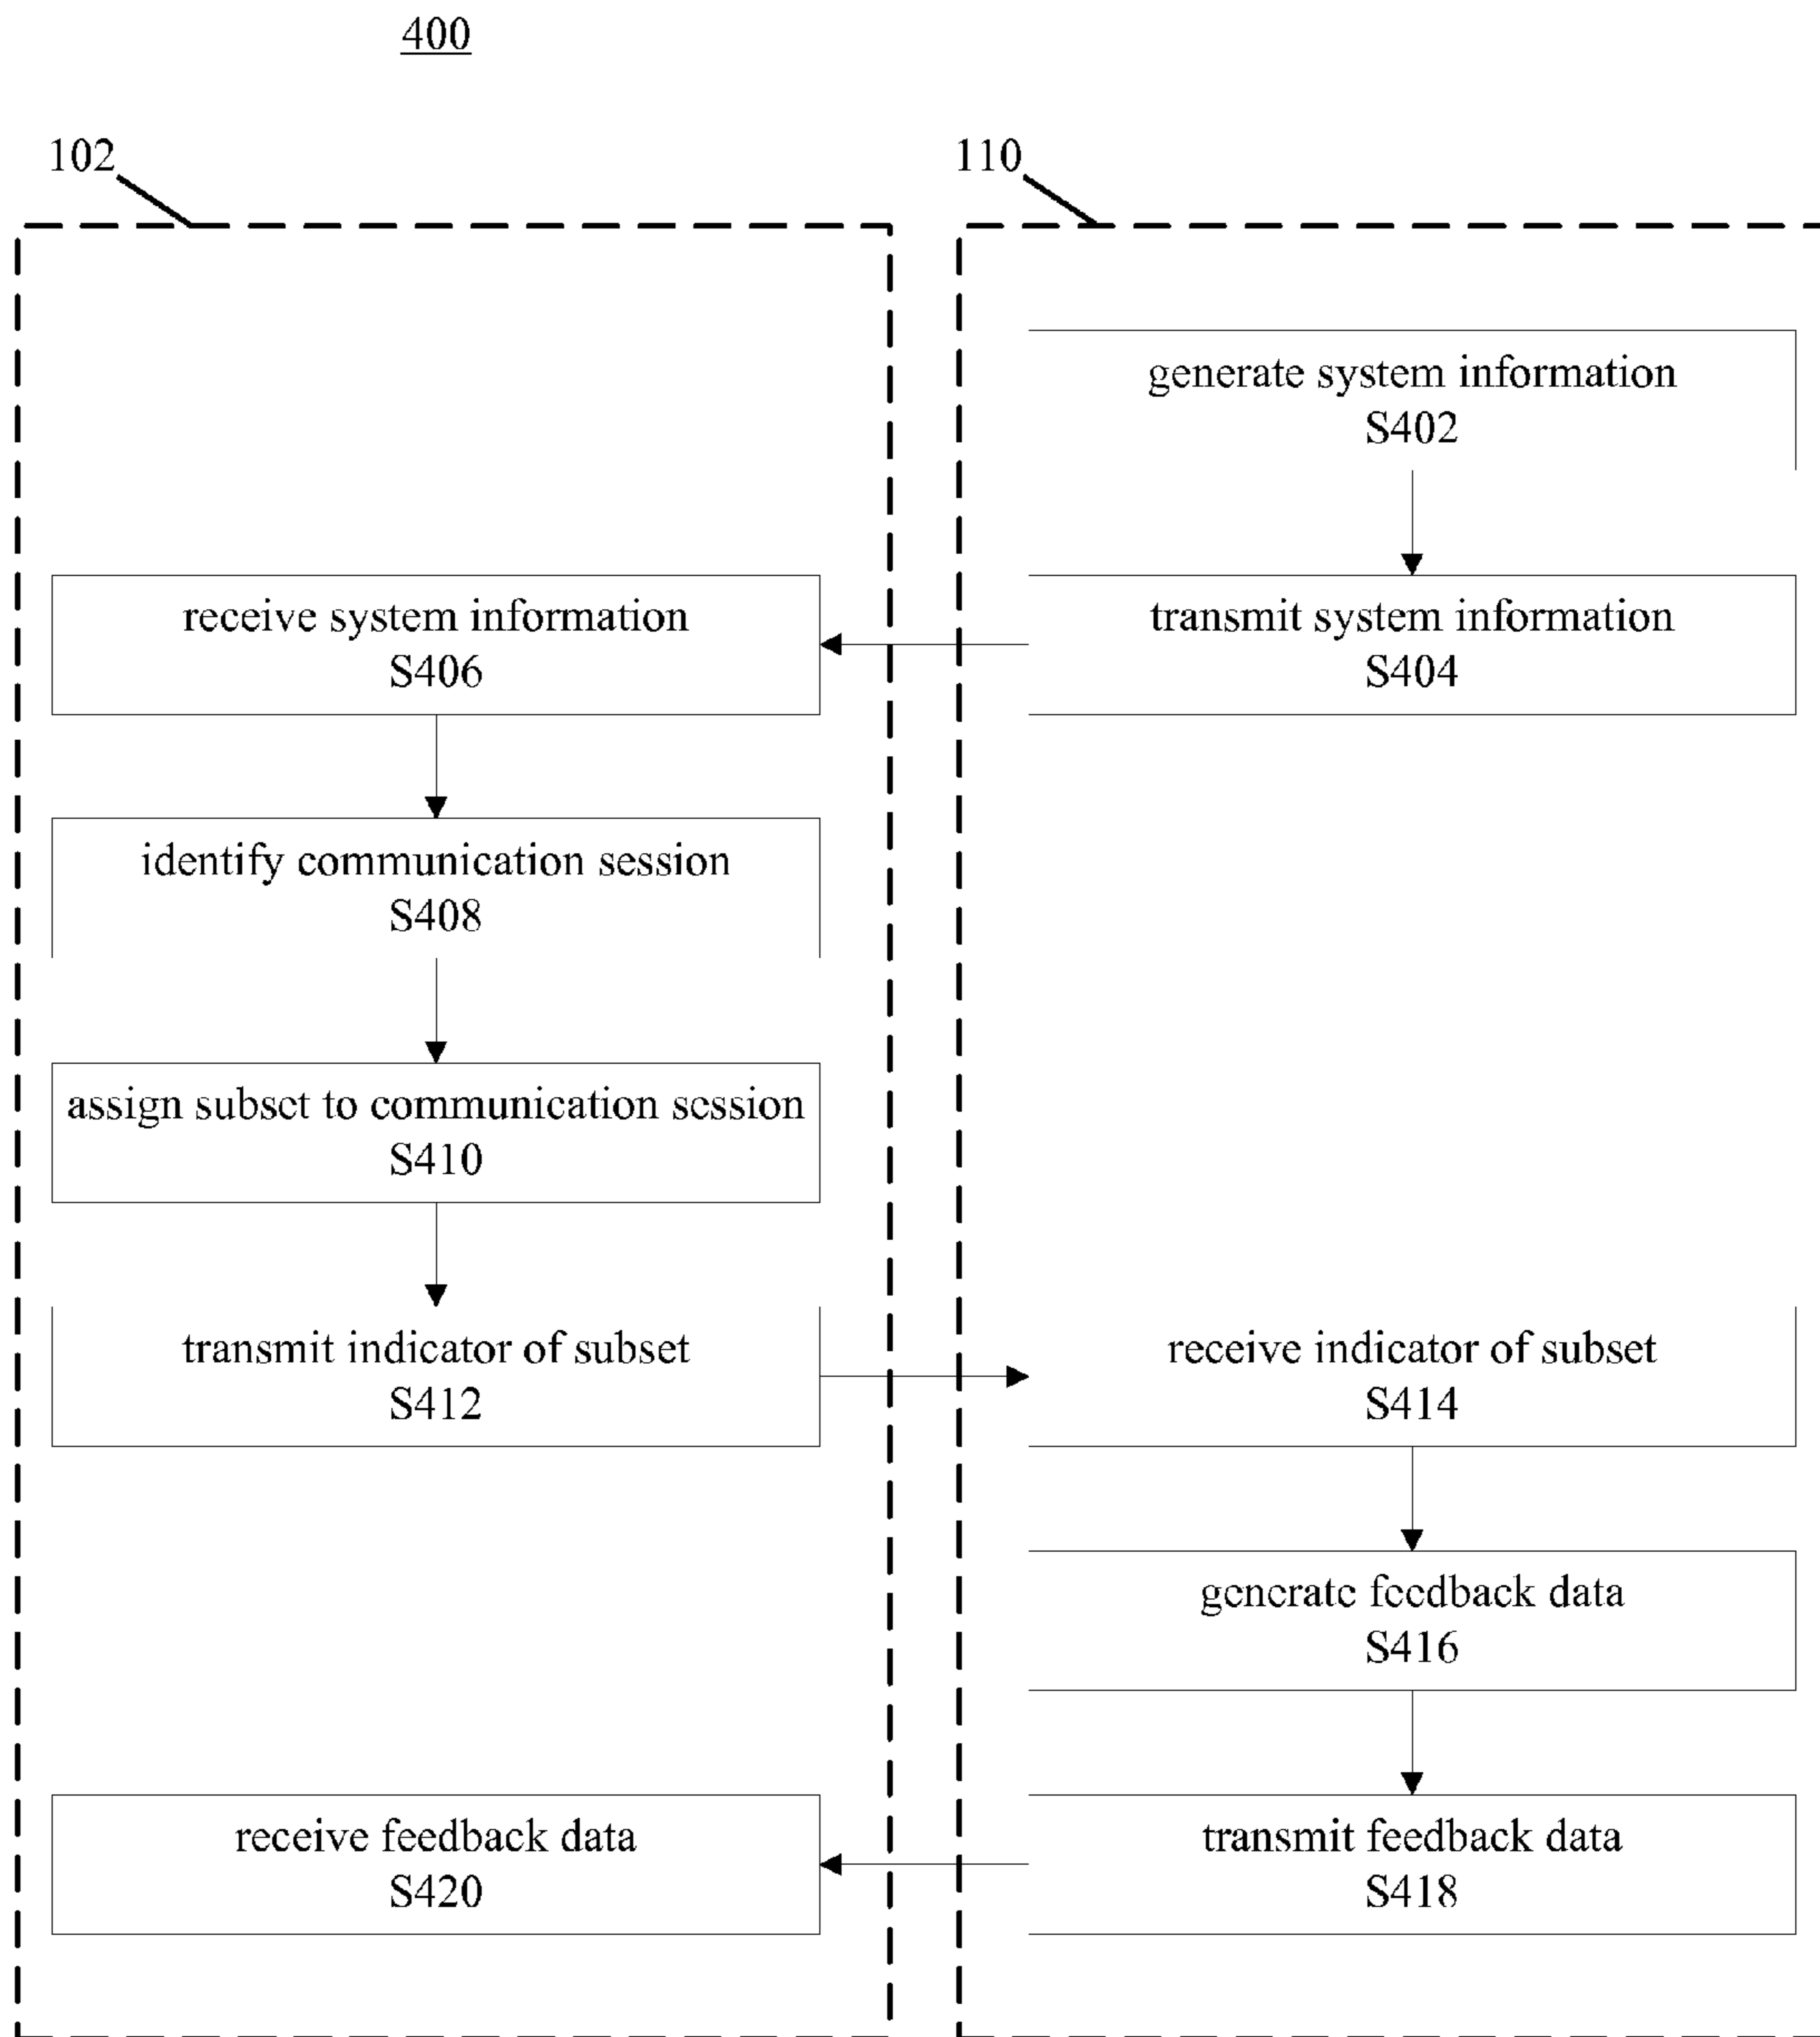 400
102
110
generate system information
S402
receive system information
S406
transmit system information
S404
identify communication session
S408
assign subset to communication session
S410
transmit indicator of subset
S412
receive indicator of subset
S414
generate feedback data
S416
receive feedback data
S420
transmit feedback data
S418